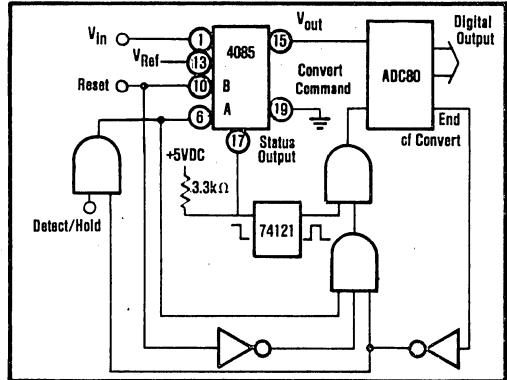 Vin
1
4085
15
Vout
Digital
Output
VRef
13
Reset
10
B
Convert
Command
ADC80
6
A
19
17
Status
Output
End
cf Convert
+5VDC
3.3kΩ
Detect/Hold
74121